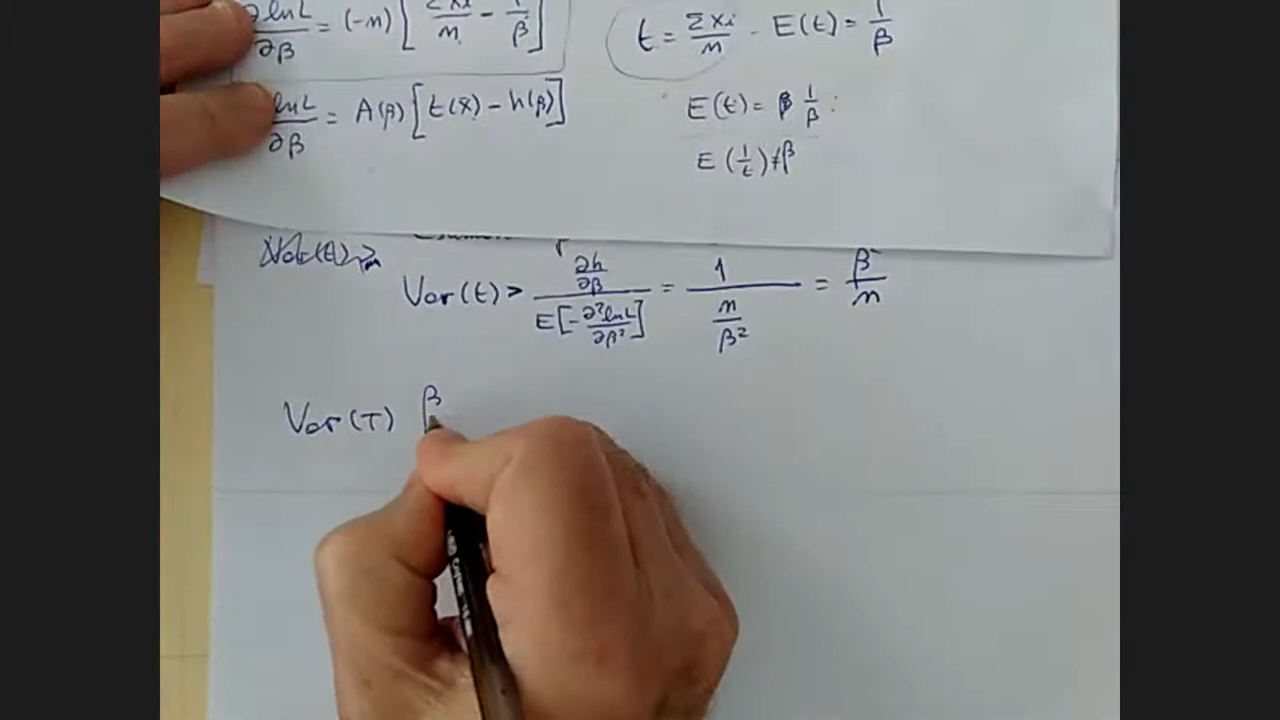 ∂lnL/∂β = (-n) [ Σxi/n - 1/β ]
t = Σxi/n - E(t) = 1/β
lnL/∂β = A(β) [ t(x) - h(β) ]
E(t) = β 1/β :
E(1/t) ≠ β
Var(t) > ∂h/∂β / E[-∂²lnL/∂β²] = 1 / (n/β²) = β²/n
Var(T) β